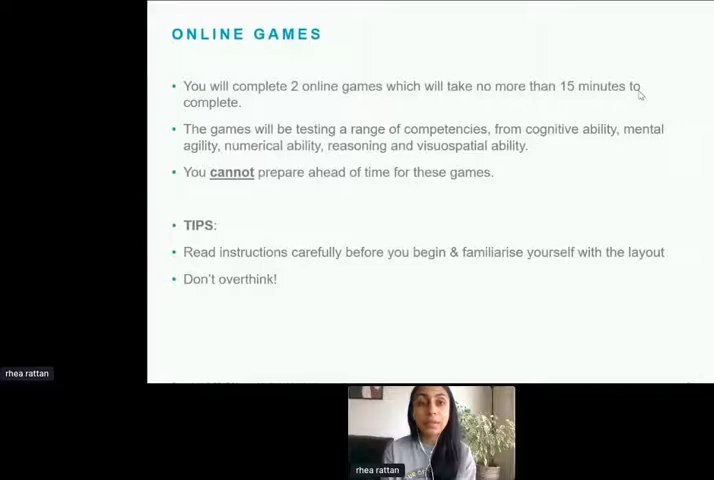 ONLINE GAMES
• You will complete 2 online games which will take no more than 15 minutes to
complete.
• The games will be testing a range of competencies, from cognitive ability, mental
agility, numerical ability, reasoning and visuospatial ability.
• You cannot prepare ahead of time for these games.
• TIPS:
• Read instructions carefully before you begin & familiarise yourself with the layout
• Don't overthink!
rhea rattan
rhea rattan